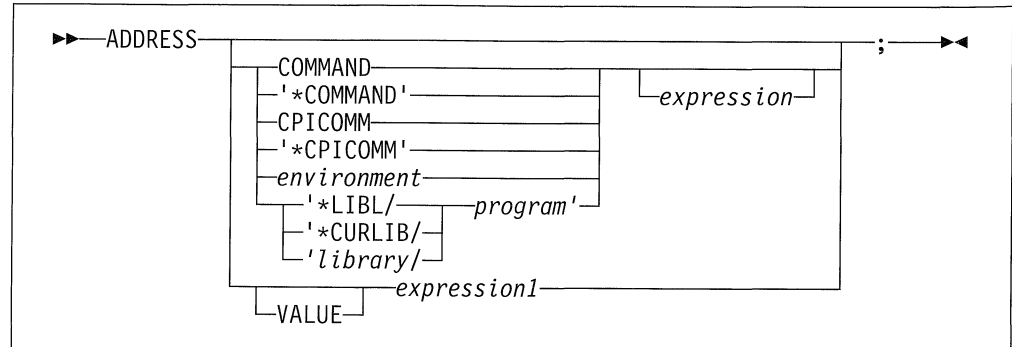 ADDRESS ;
COMMAND
'*COMMAND' expression
CPICOMM
'*CPICOMM'
environment
'*LIBL/ program'
'*CURLIB/
'library/
expression1
VALUE